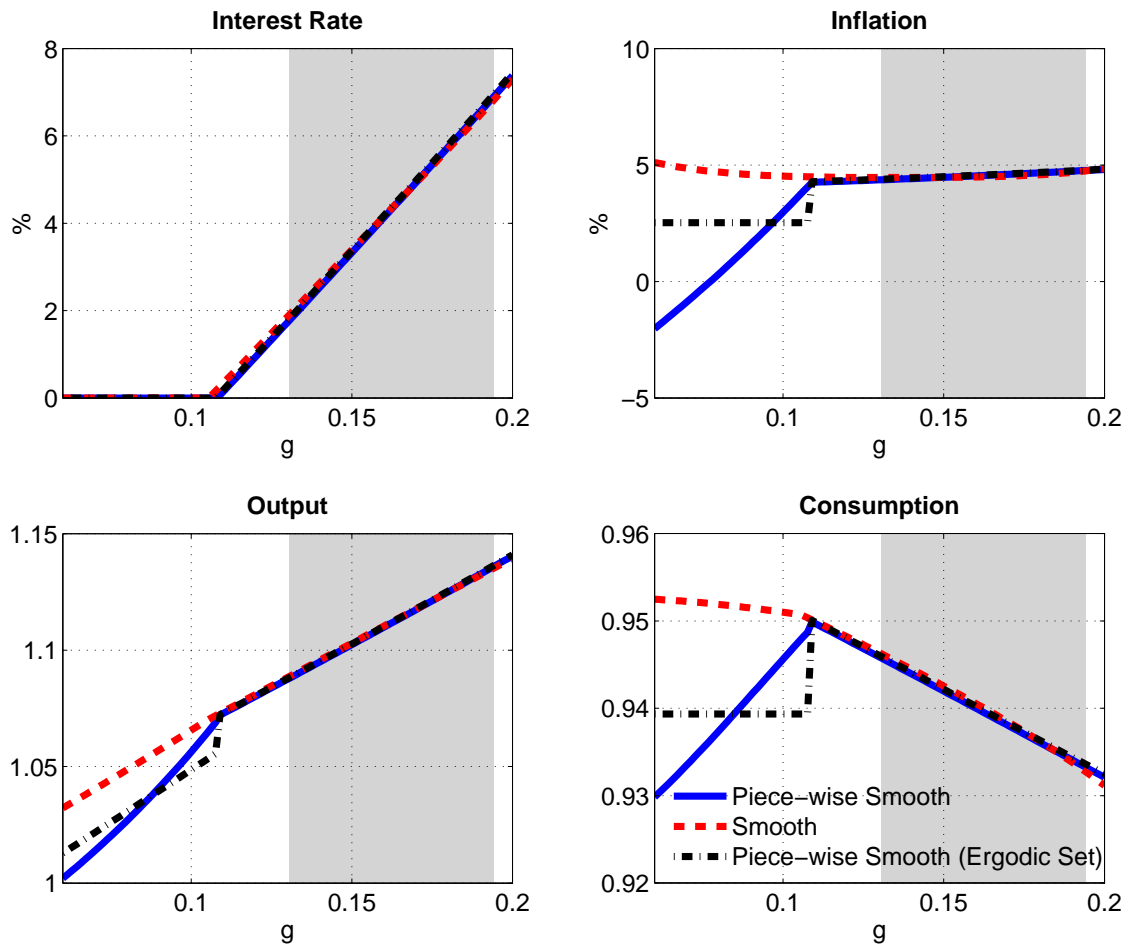 Interest Rate
8
6
4
2
0
%
0.1
0.15
0.2
g
Inflation
10
5
0
−5
%
0.1
0.15
0.2
g
Output
1.15
1.1
1.05
1
0.1
0.15
0.2
g
Consumption
0.96
0.95
0.94
0.93
0.92
Piece−wise Smooth
Smooth
Piece−wise Smooth (Ergodic Set)
0.1
0.15
0.2
g